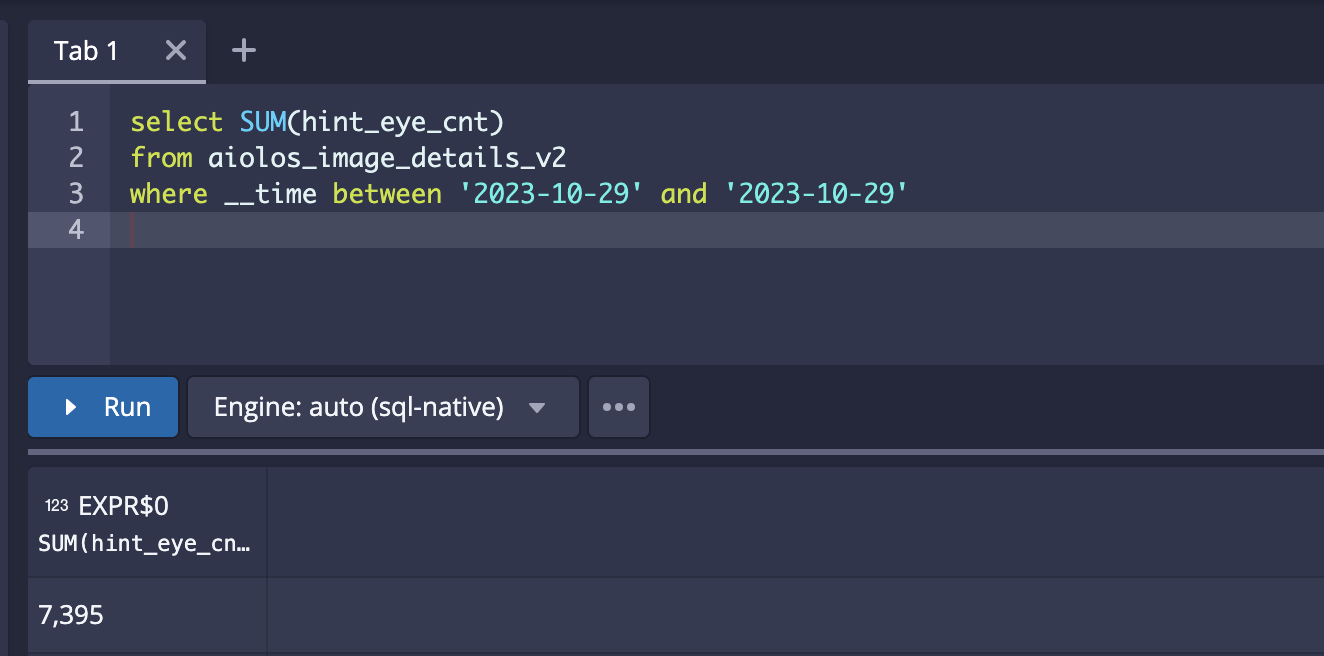 Tab 1
1 select SUM(hint_eye_cnt)
2 from aiolos_image_details_v2
3 where __time between '2023-10-29' and '2023-10-29'
4
Run Engine: auto (sql-native)
123 EXPR$0
SUM(hint_eye_cn…
7,395